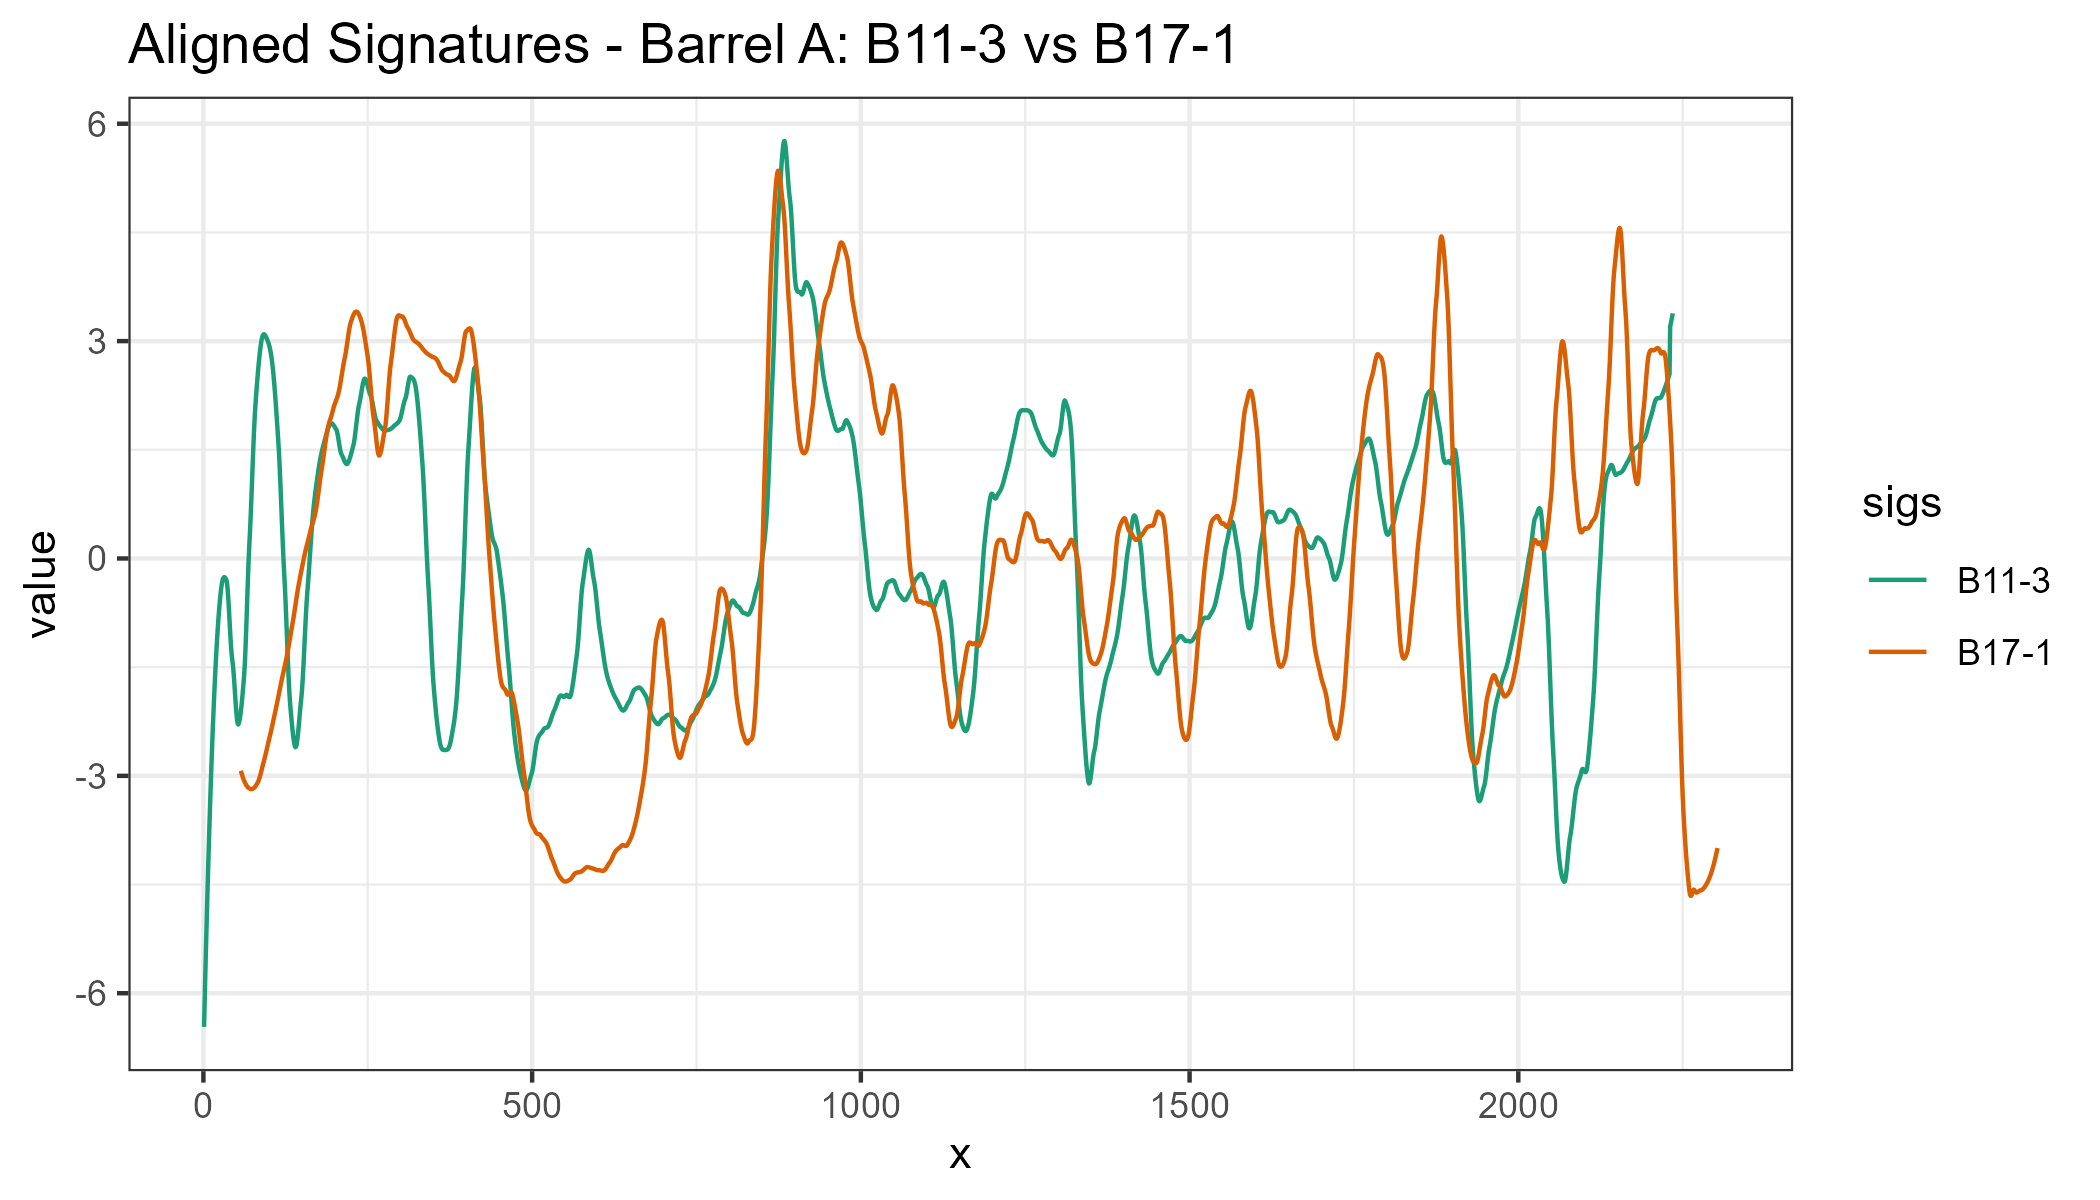 Aligned Signatures - Barrel A: B11-3 vs B17-1
6
3
0
-3
-6
value
0 500 1000 1500 2000
x
sigs
B11-3
B17-1